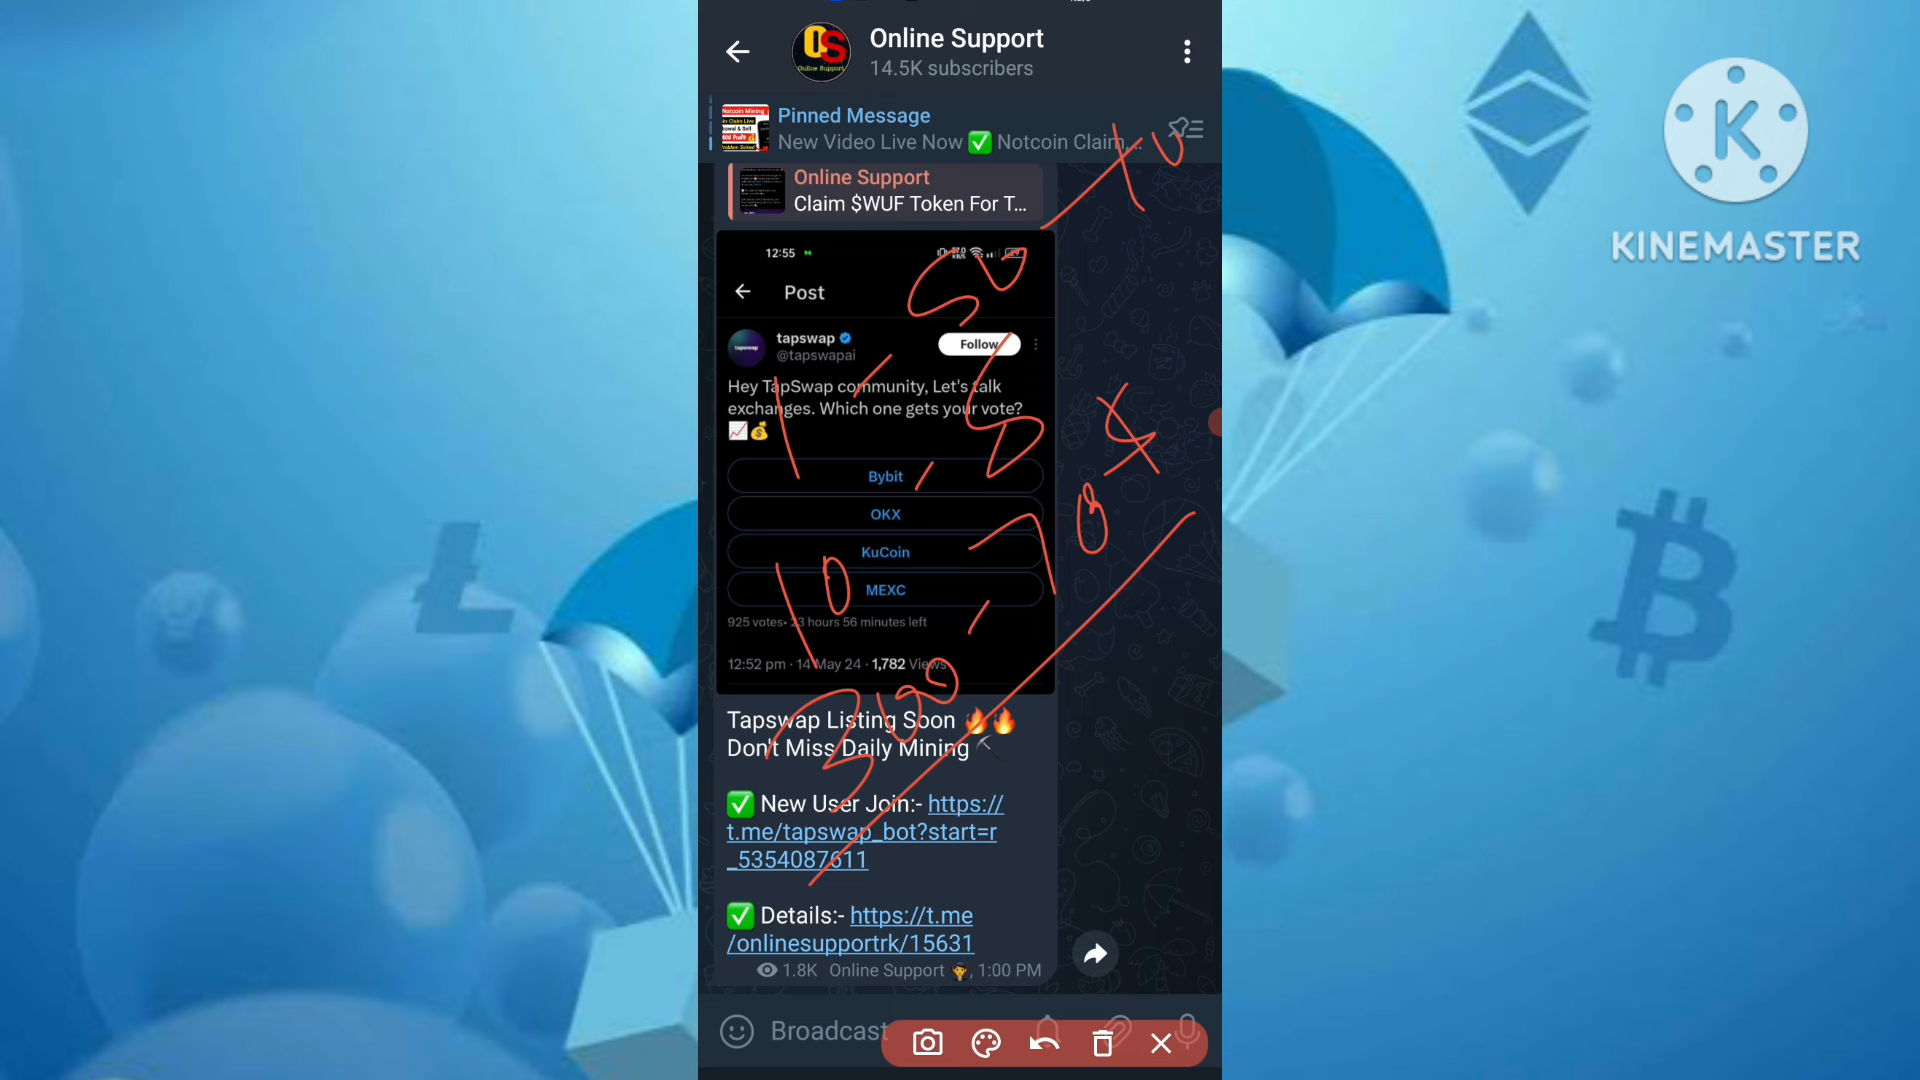 Online Support
14.5K subscribers
Pinned Message
New Video Live Now ✅ Notcoin Claim,...
Online Support
Claim $WUF Token For T...
12:55
Post
tapswap
@tapswapai
Follow
Hey TapSwap community, Let's talk
exchanges. Which one gets your vote?
📈💰
Bybit
OKX
KuCoin
MEXC
925 votes• 23 hours 56 minutes left
12:52 pm · 14 May 24 · 1,782 Views
Tapswap Listing Soon 🔥🔥
Don't Miss Daily Mining ⛏
✅ New User Join:- https://
t.me/tapswap_bot?start=r
_5354087611
✅ Details:- https://t.me
/onlinesupportrk/15631
1.8K Online Support 🤷, 1:00 PM
Broadcast
KINEMASTER